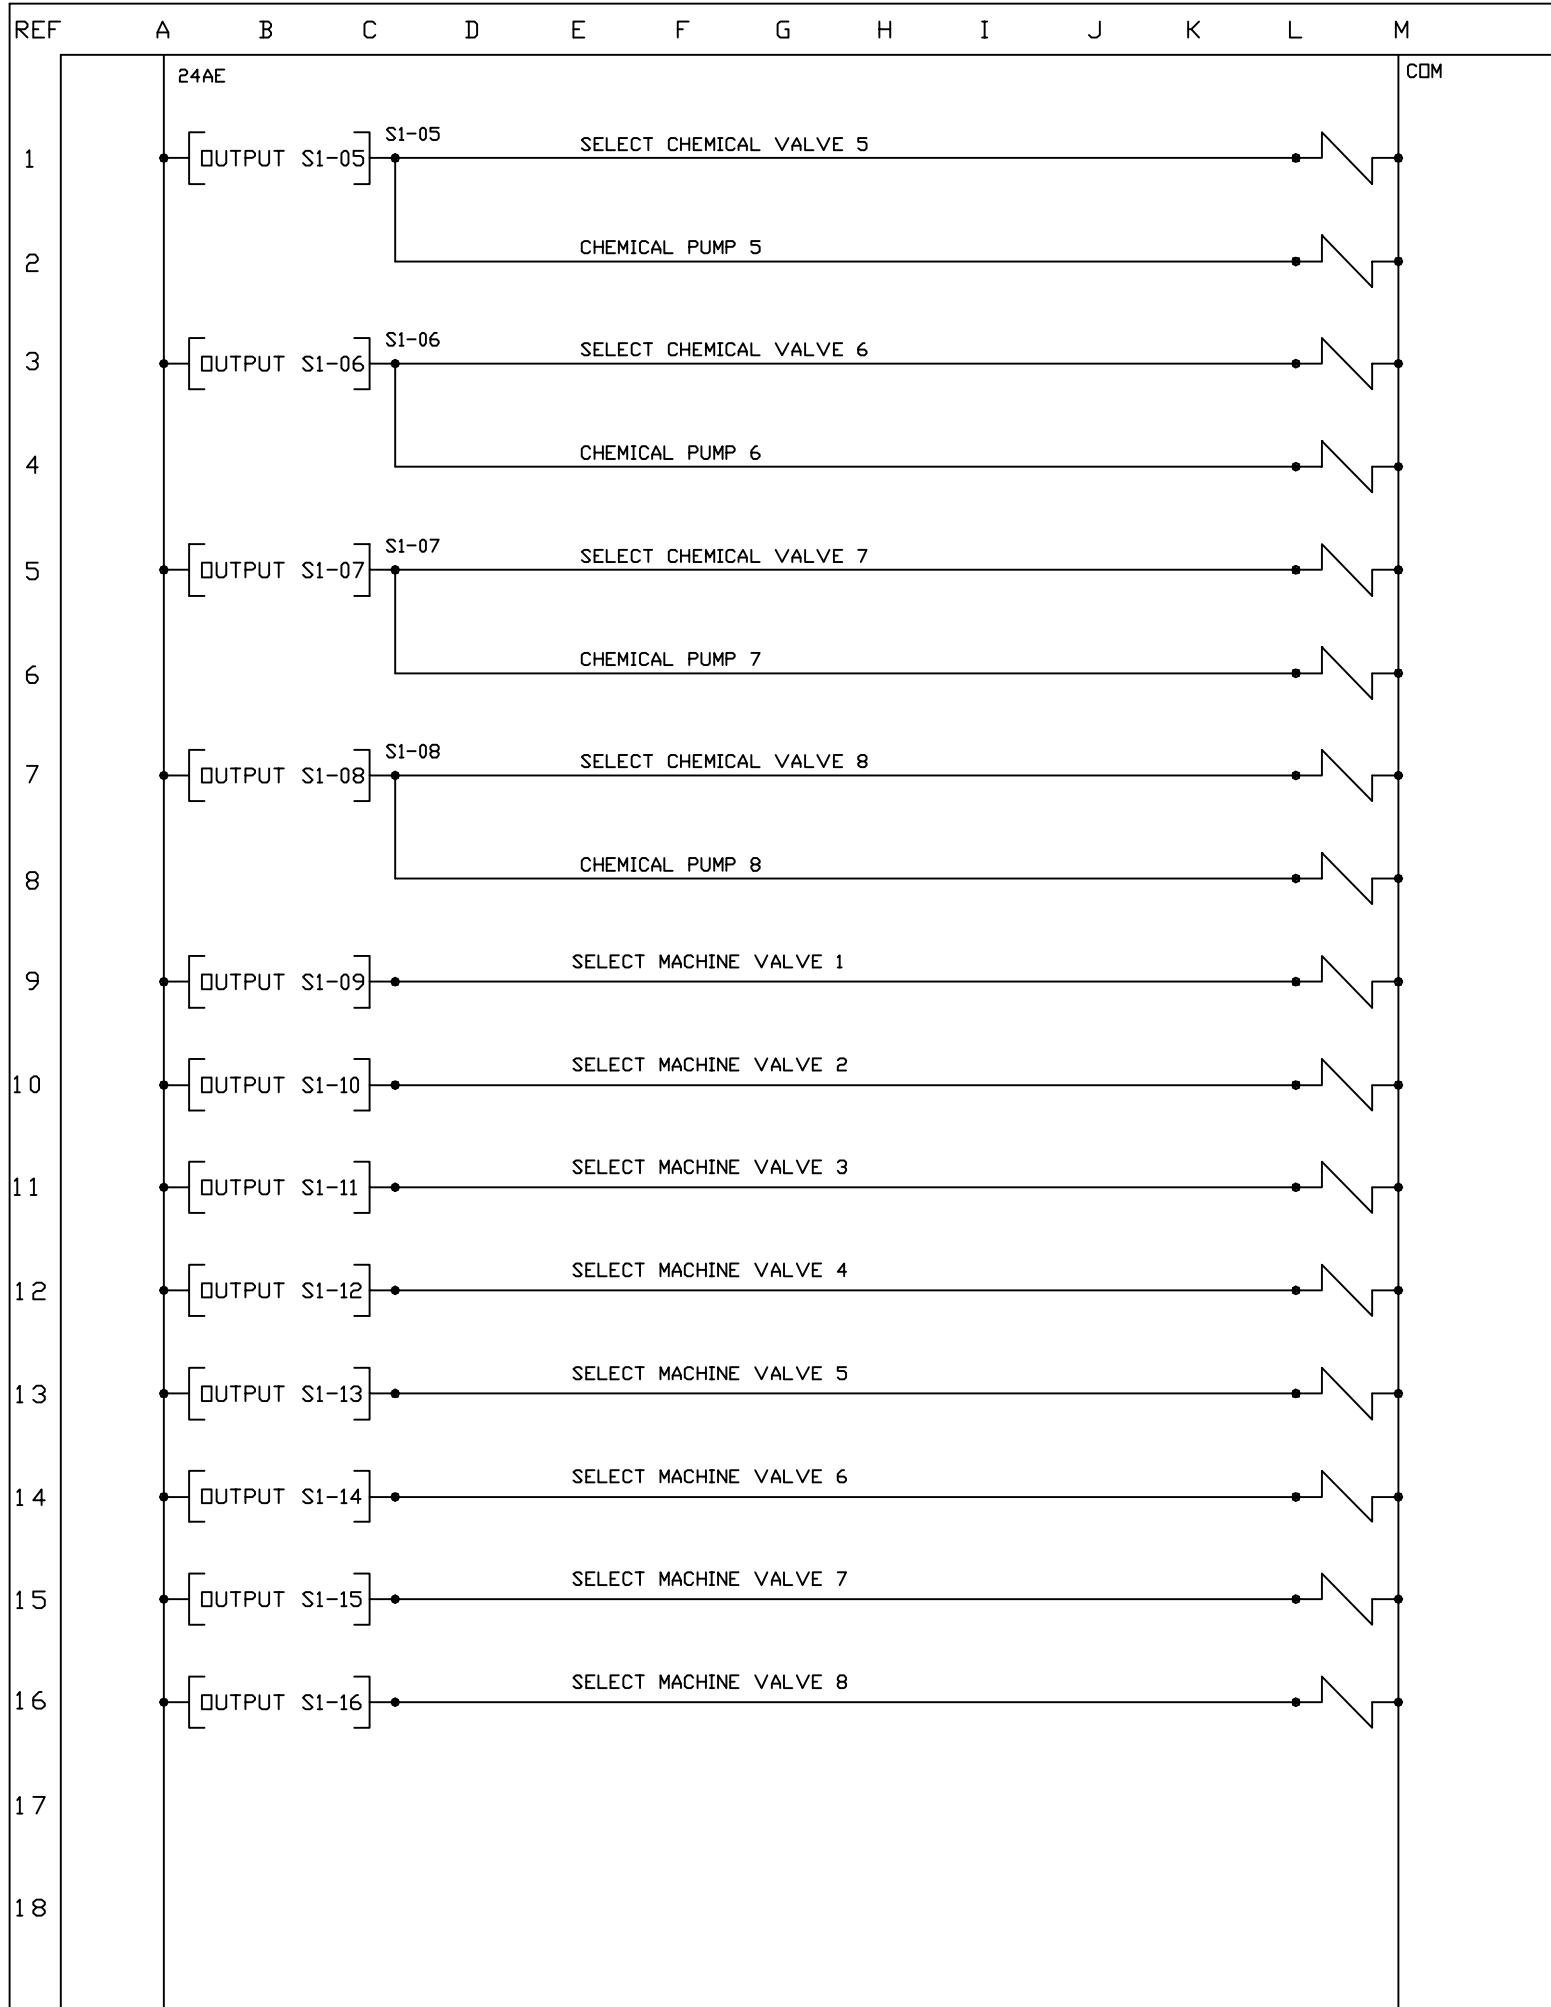 REF A B C D E F G H I J K L M
24AE COM
S1-05 SELECT CHEMICAL VALVE 5
1 OUTPUT S1-05
CHEMICAL PUMP 5
2
S1-06 SELECT CHEMICAL VALVE 6
3 OUTPUT S1-06
CHEMICAL PUMP 6
4
S1-07 SELECT CHEMICAL VALVE 7
5 OUTPUT S1-07
CHEMICAL PUMP 7
6
S1-08 SELECT CHEMICAL VALVE 8
7 OUTPUT S1-08
CHEMICAL PUMP 8
8
SELECT MACHINE VALVE 1
9 OUTPUT S1-09
SELECT MACHINE VALVE 2
10 OUTPUT S1-10
SELECT MACHINE VALVE 3
11 OUTPUT S1-11
SELECT MACHINE VALVE 4
12 OUTPUT S1-12
SELECT MACHINE VALVE 5
13 OUTPUT S1-13
SELECT MACHINE VALVE 6
14 OUTPUT S1-14
SELECT MACHINE VALVE 7
15 OUTPUT S1-15
SELECT MACHINE VALVE 8
16 OUTPUT S1-16
17
18